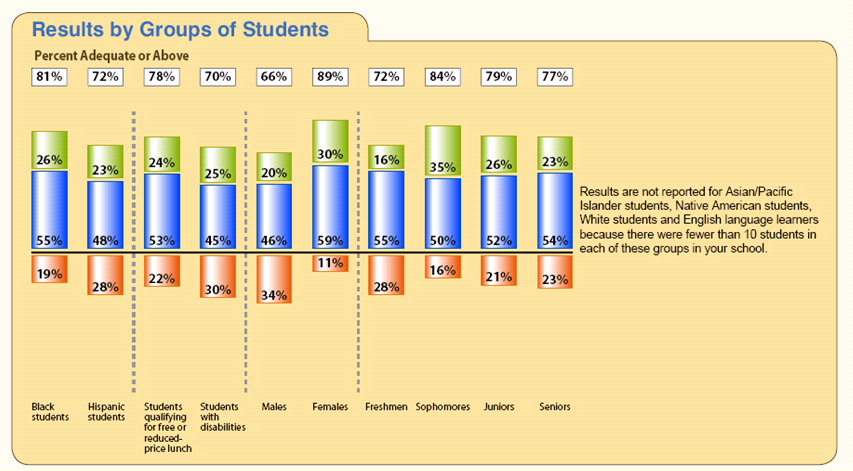 Results by Groups of Students
Percent Adequate or Above
81% 72% 78% 70% 66% 89% 72% 84% 79% 77%
26% 23% 24% 25% 20% 30% 16% 35% 26% 23%
55% 48% 53% 45% 46% 59% 55% 50% 52% 54%
19% 28% 22% 30% 34% 11% 28% 16% 21% 23%
Results are not reported for Asian/Pacific
Islander students, Native American students,
White students and English language learners
because there were fewer than 10 students in
each of these groups in your school.
Black
students
Hispanic
students
Students
qualifying
for free or
reduced-
price lunch
Students
with
disabilities
Males
Females
Freshmen
Sophomores
Juniors
Seniors